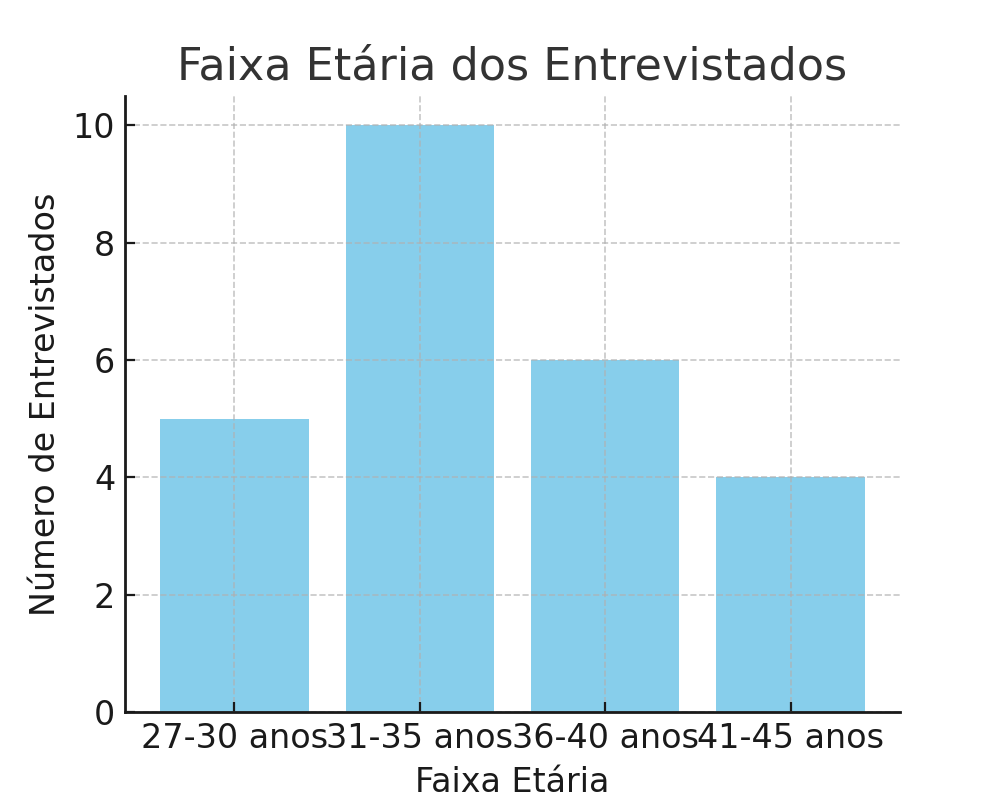 Faixa Etária dos Entrevistados
Número de Entrevistados
10
8
6
4
2
0
27-30 anos
31-35 anos
36-40 anos
41-45 anos
Faixa Etária